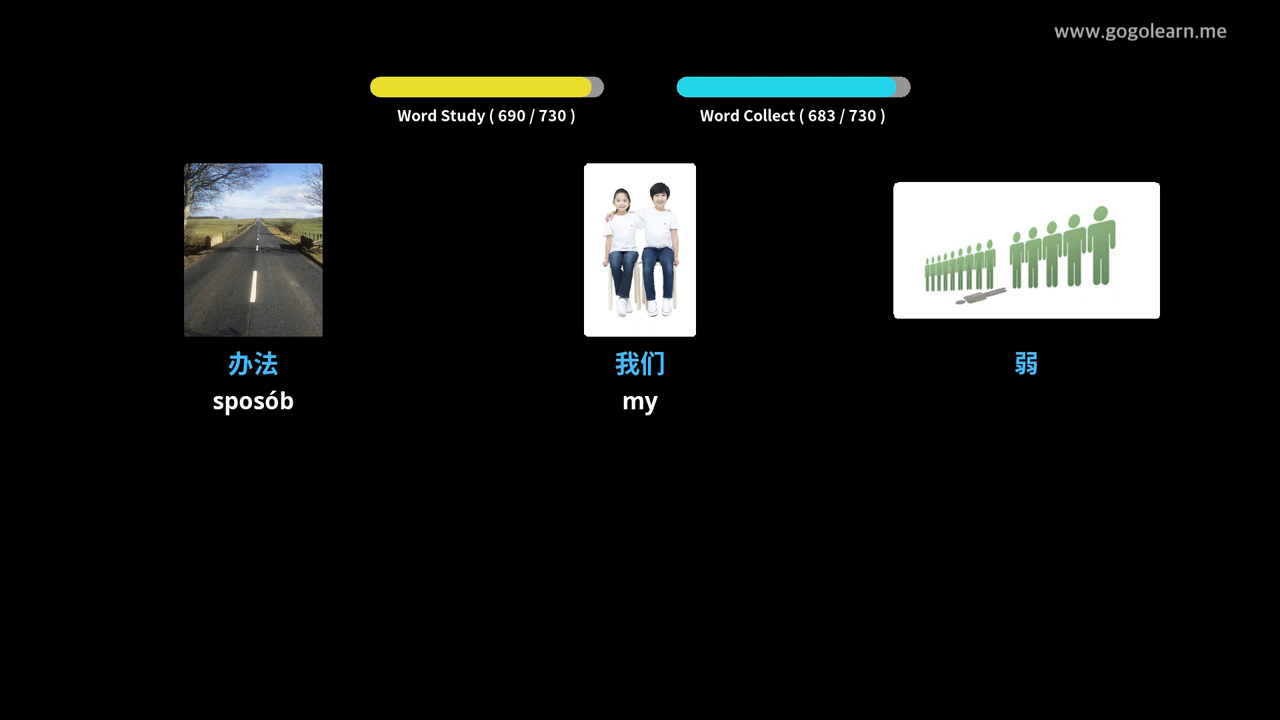 www.gogolearn.me
Word Study ( 690 / 730 )
Word Collect ( 683 / 730 )
办法
我们
弱
sposób
my